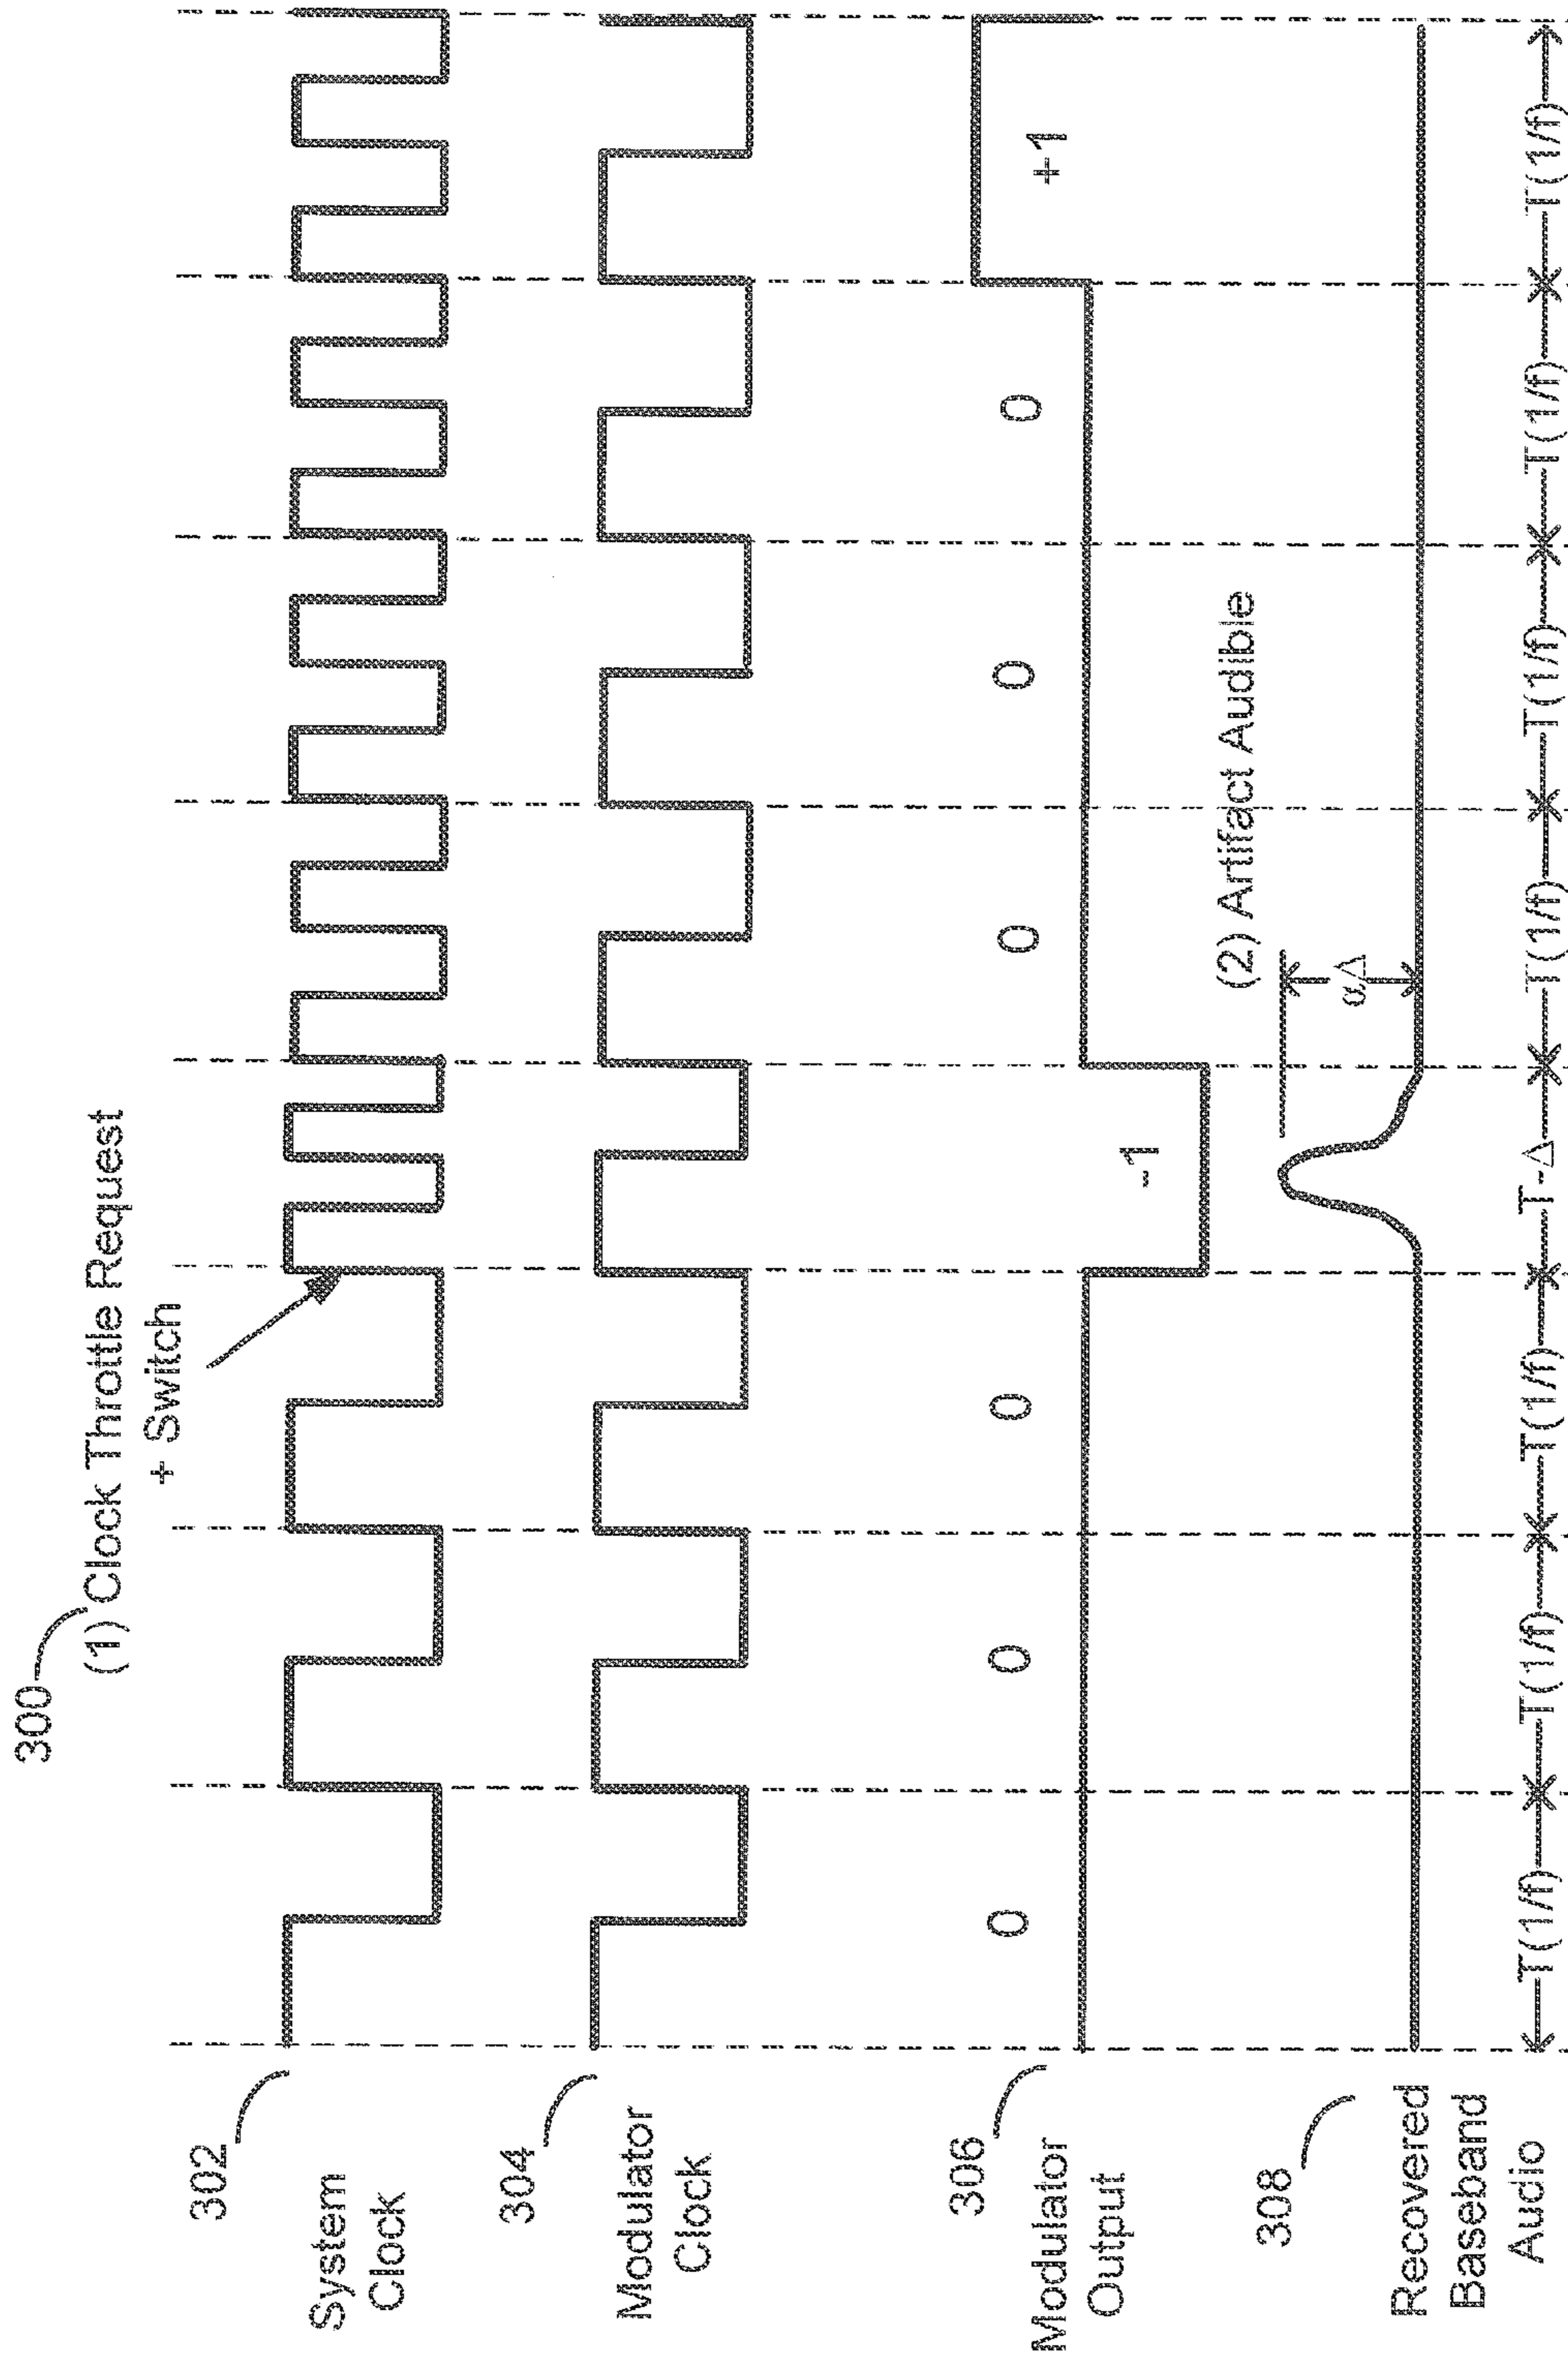 300
(1) Clock Throttle Request
+ Switch
302
System
Clock
304
Modulator
Clock
306
Modulator
Output
0
0
0
-1
0
0
0
+1
308
Recovered
Baseband
Audio
(2) Artifact Audible
αΔ
T(1/f)
T(1/f)
T(1/f)
T-Δ
T(1/f)
T(1/f)
T(1/f)
T(1/f)